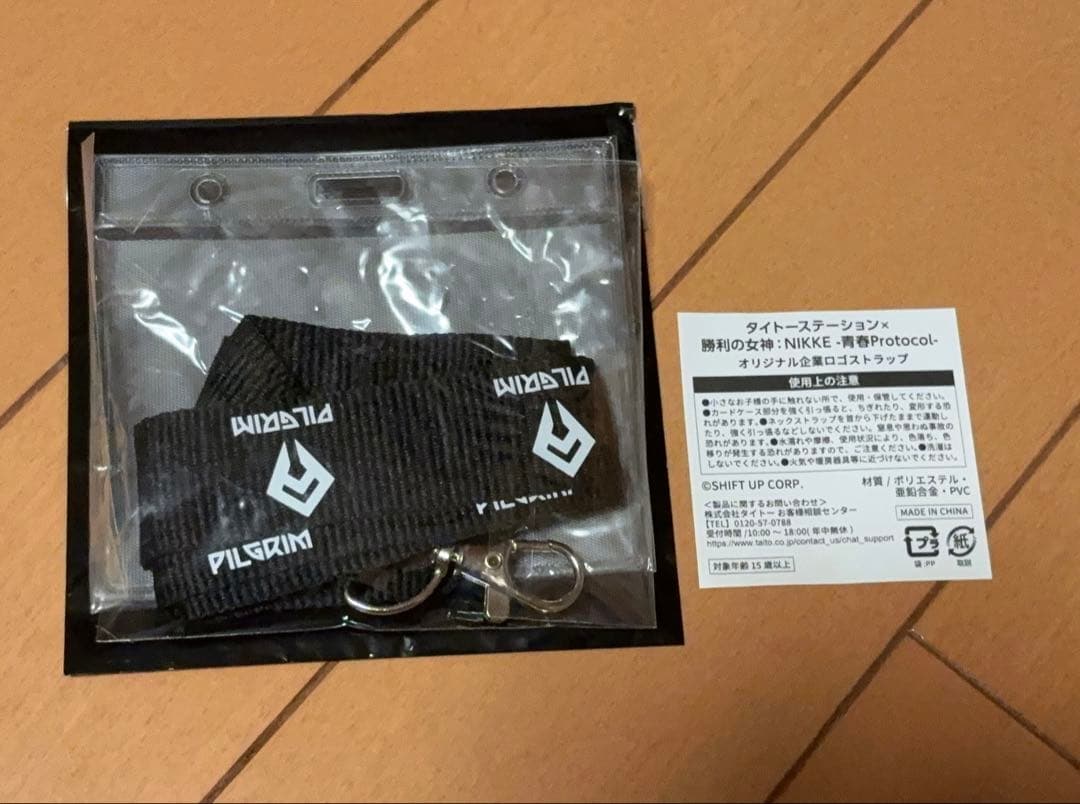 PILGRIM
PILGRIM
PILGRIM
PILGRIM
タイトーステーション×
勝利の女神：NIKKE -青春Protocol-
オリジナル企業ロゴストラップ
使用上の注意
●小さなお子様の手に触れない所で、使用・保管してください。
●カードケース部分を強く引っ張ると、ちぎれたり、変形する恐
れがあります。●ネックストラップを首から下げたままで運動し
たり、強く引っ張るなどしないでください。窒息や思わぬ事故の
恐れがあります。●水濡れや摩擦、使用状況により、色落ち、色
移りが発生する恐れがありますので、ご注意ください。●洗濯は
しないでください。●火気や暖房器具等に近づけないでください。
©SHIFT UP CORP.
材質 / ポリエステル・
亜鉛合金・PVC
＜製品に関するお問い合わせ＞
株式会社タイトー お客様相談センター
【TEL】 0120-57-0788
受付時間 /10:00 ～ 18:00( 年中無休 )
https://www.taito.co.jp/contact_us/chat_support
MADE IN CHINA
プラ
袋:PP
紙
取説
対象年齢 15 歳以上